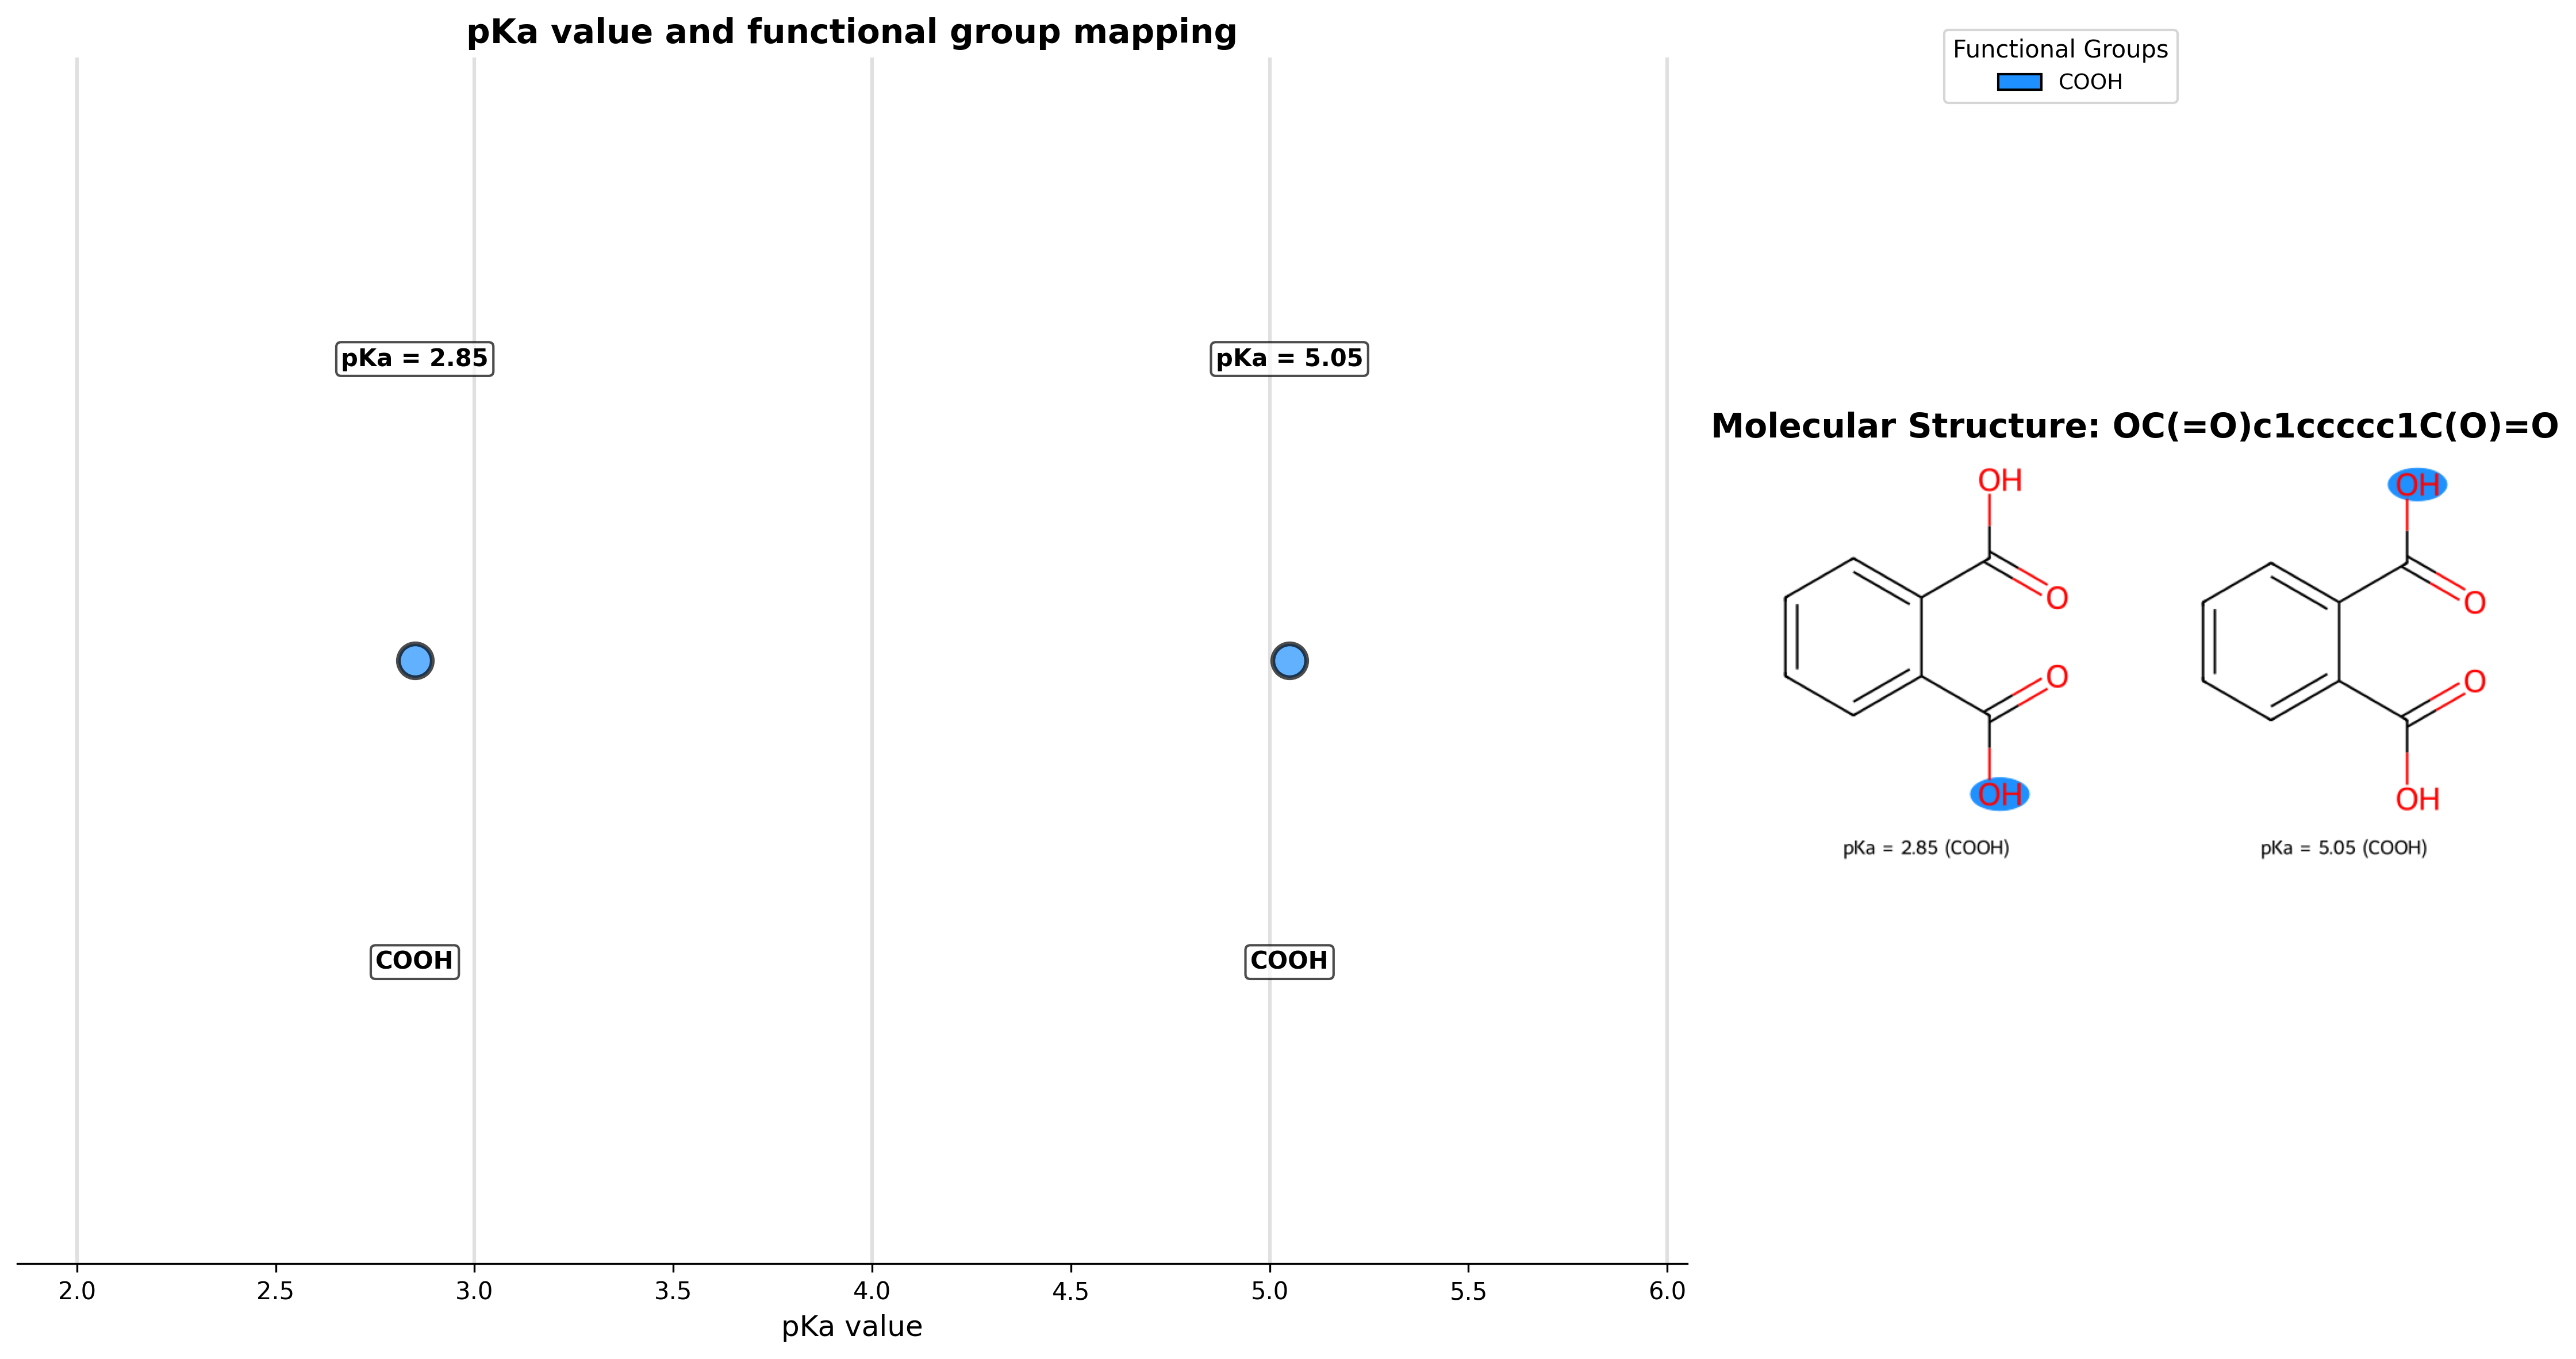 pKa value and functional group mapping
Functional Groups
COOH
pKa = 2.85
pKa = 5.05
COOH
COOH
2.0 2.5 3.0 3.5 4.0 4.5 5.0 5.5 6.0
pKa value
Molecular Structure: OC(=O)c1ccccc1C(O)=O
OH
O
O
OH
pKa = 2.85 (COOH)
OH
O
O
OH
pKa = 5.05 (COOH)